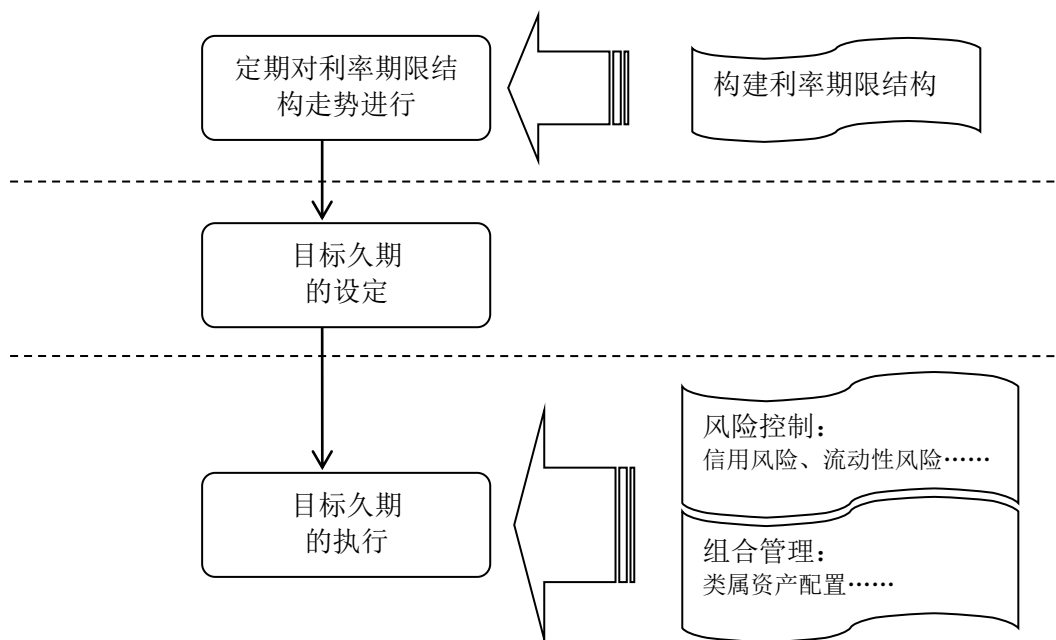 定期对利率期限结
构走势进行
构建利率期限结构
目标久期
的设定
风险控制：
信用风险、流动性风险……
目标久期
的执行
组合管理：
类属资产配置……